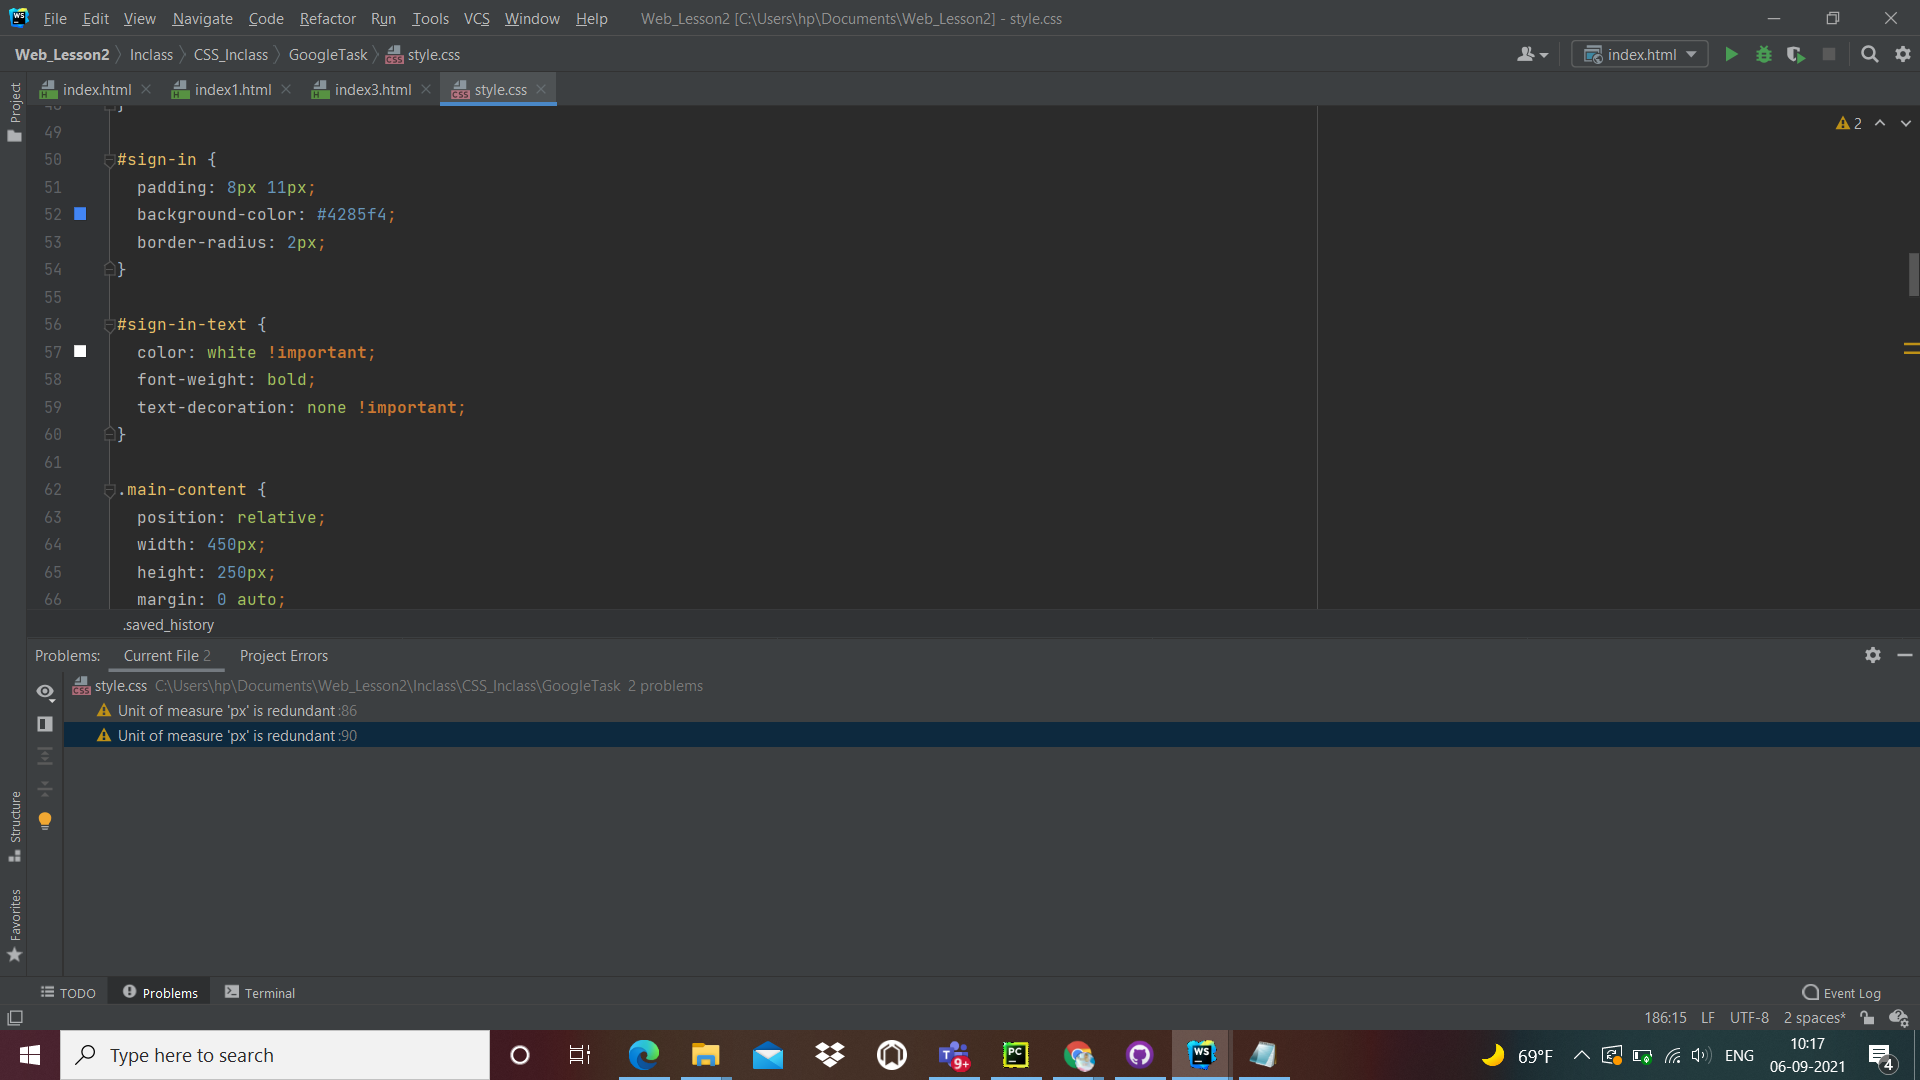 File Edit View Navigate Code Refactor Run Tools VCS Window Help Web_Lesson2 [C:\Users\hp\Documents\Web_Lesson2] - style.css
Web_Lesson2 Inclass CSS_Inclass GoogleTask style.css index.html
index.html index1.html index3.html style.css
Project
2
49
50 #sign-in {
51 padding: 8px 11px;
52 background-color: #4285f4;
53 border-radius: 2px;
54 }
55
56 #sign-in-text {
57 color: white !important;
58 font-weight: bold;
59 text-decoration: none !important;
60 }
61
62 .main-content {
63 position: relative;
64 width: 450px;
65 height: 250px;
66 margin: 0 auto;
.saved_history
Problems: Current File 2 Project Errors
style.css C:\Users\hp\Documents\Web_Lesson2\Inclass\CSS_Inclass\GoogleTask 2 problems
Unit of measure 'px' is redundant :86
Unit of measure 'px' is redundant :90
Structure
Favorites
TODO Problems Terminal Event Log
186:15 LF UTF-8 2 spaces*
Type here to search 9+ PC WS 69°F ENG 10:17
06-09-2021 4